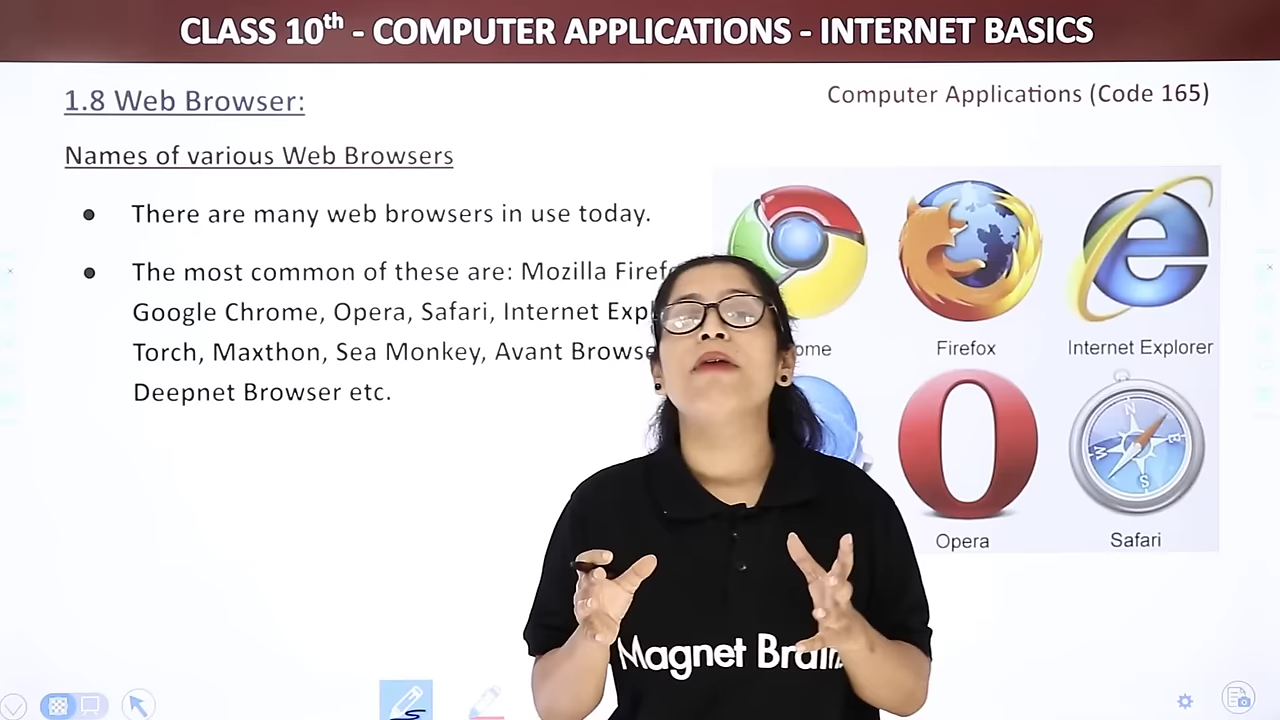 CLASS 10th - COMPUTER APPLICATIONS - INTERNET BASICS
1.8 Web Browser:
Computer Applications (Code 165)
Names of various Web Browsers
There are many web browsers in use today.
The most common of these are: Mozilla
Google Chrome, Opera, Safari, Internet
Torch, Maxthon, Sea Monkey, Avant
Deepnet Browser etc.
Firefox
Internet Explorer
Opera
Safari
N
S
Magnet